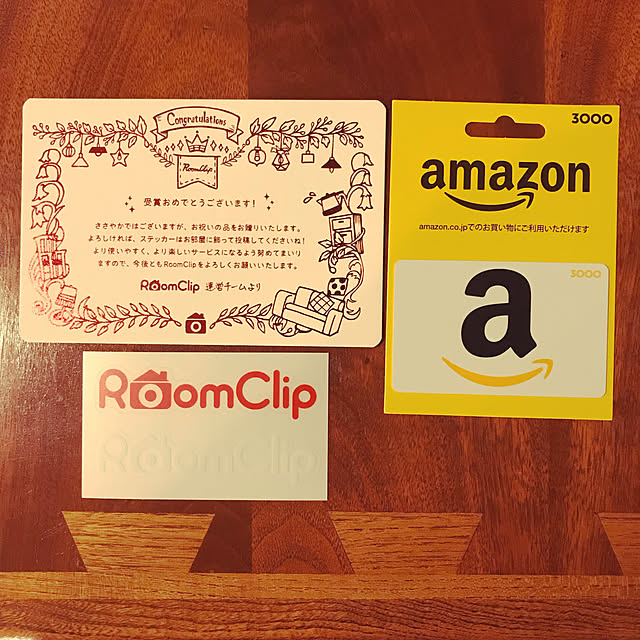 Congratulations
RoomClip
受賞おめでとうございます!
ささやかではございますが、お祝いの品をお贈りいたします。
よろしければ、ステッカーはお部屋に飾って投稿してくださいね!
より使いやすく、より楽しいサービスになるよう努めてまいり
ますので、今後ともRoomClipをよろしくお願いいたします。
RoomClip 運営チームより
RoomClip
RoomClip
3000
amazon
amazon.co.jpでのお買い物にご利用いただけます
3000
a